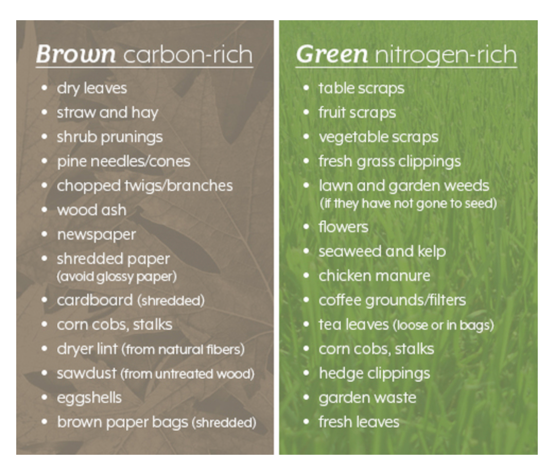 Brown carbon-rich
• dry leaves
• straw and hay
• shrub prunings
• pine needles/cones
• chopped twigs/branches
• wood ash
• newspaper
• shredded paper
(avoid glossy paper)
• cardboard (shredded)
• corn cobs, stalks
• dryer lint (from natural fibers)
• sawdust (from untreated wood)
• eggshells
• brown paper bags (shredded)
Green nitrogen-rich
• table scraps
• fruit scraps
• vegetable scraps
• fresh grass clippings
• lawn and garden weeds
(if they have not gone to seed)
• flowers
• seaweed and kelp
• chicken manure
• coffee grounds/filters
• tea leaves (loose or in bags)
• corn cobs, stalks
• hedge clippings
• garden waste
• fresh leaves